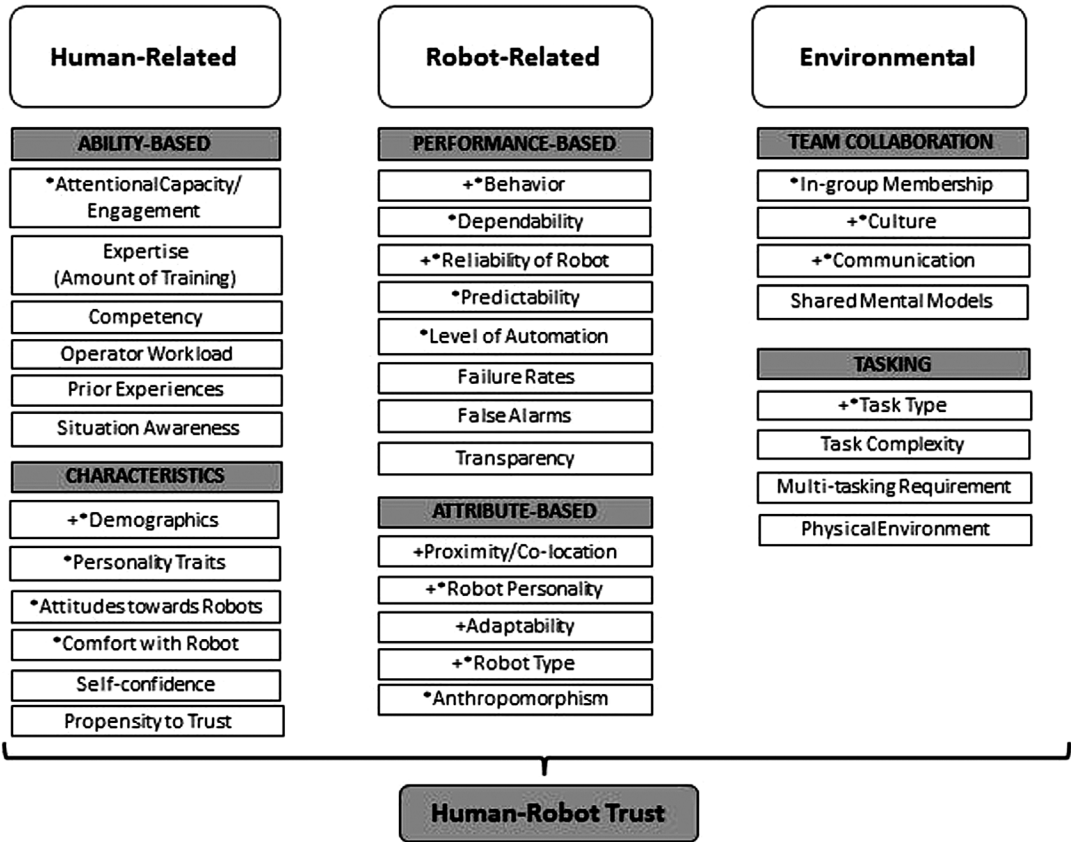 Human-Related
ABILITY-BASED
*Attentional Capacity/
Engagement
Expertise
(Amount of Training)
Competency
Operator Workload
Prior Experiences
Situation Awareness
CHARACTERISTICS
+*Demographics
*Personality Traits
*Attitudes towards Robots
*Comfort with Robot
Self-confidence
Propensity to Trust
Robot-Related
PERFORMANCE-BASED
+*Behavior
*Dependability
+*Reliability of Robot
*Predictability
*Level of Automation
Failure Rates
False Alarms
Transparency
ATTRIBUTE-BASED
+Proximity/Co-location
+*Robot Personality
+Adaptability
+*Robot Type
*Anthropomorphism
Environmental
TEAM COLLABORATION
*In-group Membership
+*Culture
+*Communication
Shared Mental Models
TASKING
+*Task Type
Task Complexity
Multi-tasking Requirement
Physical Environment
Human-Robot Trust